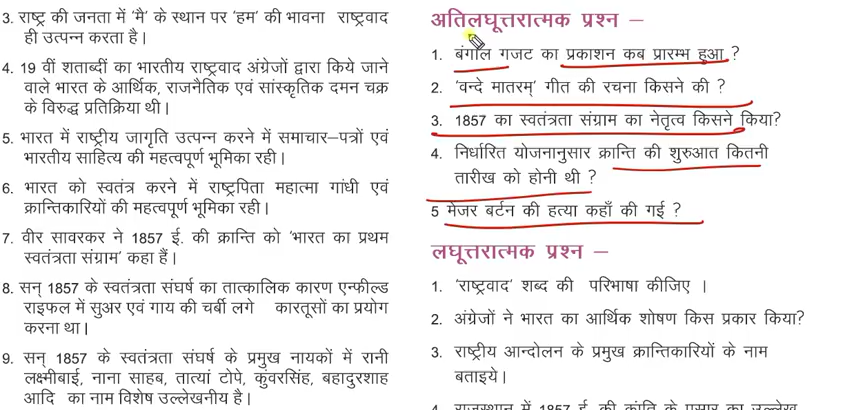 3. राष्ट्र की जनता में 'मै' के स्थान पर 'हम' की भावना राष्ट्रवाद
ही उत्पन्न करता है।
4. 19 वीं शताब्दीं का भारतीय राष्ट्रवाद अंग्रेजों द्वारा किये जाने
वाले भारत के आर्थिक, राजनैतिक एवं सांस्कृतिक दमन चक्र
के विरुद्ध प्रतिक्रिया थी।
5. भारत में राष्ट्रीय जागृति उत्पन्न करने में समाचार–पत्रों एवं
भारतीय साहित्य की महत्वपूर्ण भूमिका रही।
6. भारत को स्वतंत्र करने में राष्ट्रपिता महात्मा गांधी एवं
क्रान्तिकारियों की महत्वपूर्ण भूमिका रही।
7. वीर सावरकर ने 1857 ई. की क्रान्ति को 'भारत का प्रथम
स्वतंत्रता संग्राम' कहा हैं।
8. सन् 1857 के स्वतंत्रता संघर्ष का तात्कालिक कारण एन्फील्ड
राइफल में सुअर एवं गाय की चर्बी लगे कारतूसों का प्रयोग
करना था।
9. सन् 1857 के स्वतंत्रता संघर्ष के प्रमुख नायकों में रानी
लक्ष्मीबाई, नाना साहब, तात्यां टोपे, कुंवरसिंह, बहादुरशाह
आदि का नाम विशेष उल्लेखनीय है।
अतिलघूत्तरात्मक प्रश्न –
1. बंगाल गजट का प्रकाशन कब प्रारम्भ हुआ ?
2. 'वन्दे मातरम्' गीत की रचना किसने की ?
3. 1857 का स्वतंत्रता संग्राम का नेतृत्व किसने किया?
4. निर्धारित योजनानुसार क्रान्ति की शुरुआत कितनी
तारीख को होनी थी ?
5 मेजर बर्टन की हत्या कहाँ की गई ?
लघूत्तरात्मक प्रश्न –
1. 'राष्ट्रवाद' शब्द की परिभाषा कीजिए ।
2. अंग्रेजों ने भारत का आर्थिक शोषण किस प्रकार किया?
3. राष्ट्रीय आन्दोलन के प्रमुख क्रान्तिकारियों के नाम
बताइये।
4. राजस्थान में 1857 ई. की क्रांति के प्रसार का उल्लेख